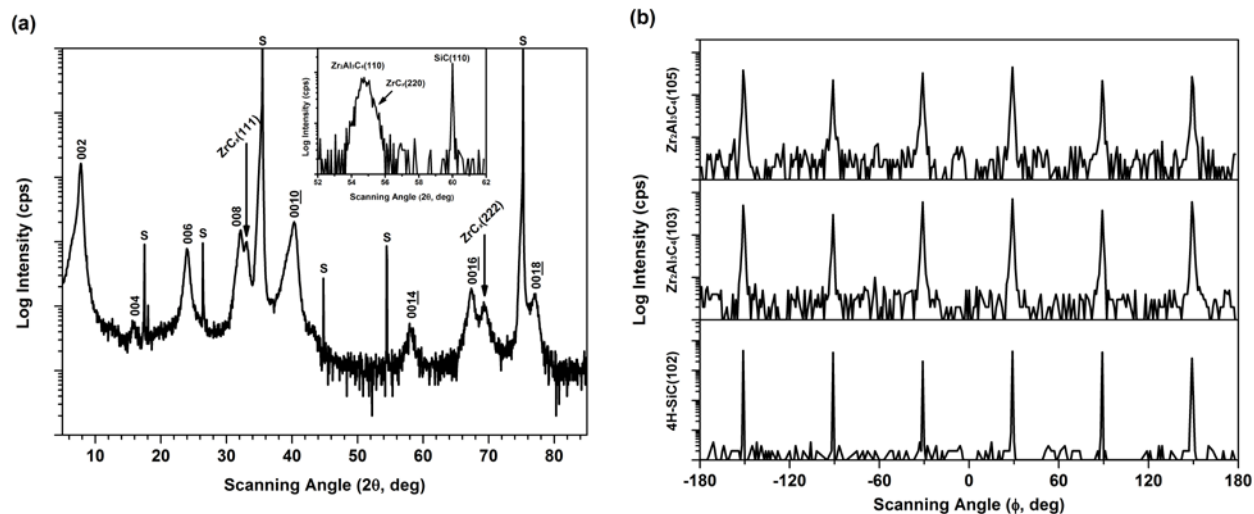 (a)
S
S
002
004
S
006
S
008
ZrCₓ(111)
0010
S
S
0014
0016
ZrCₓ(222)
0018
Log Intensity (cps)
10 20 30 40 50 60 70 80
Scanning Angle (2θ, deg)
Zr₂Al₃C₄(110)
ZrCₓ(220)
SiC(110)
Log Intensity (cps)
52 54 56 58 60 62
Scanning Angle (2θ, deg)
(b)
Log Intensity (cps)
Zr₂Al₃C₄(105)
Zr₂Al₃C₄(103)
4H-SiC(102)
-180 -120 -60 0 60 120 180
Scanning Angle (ϕ, deg)